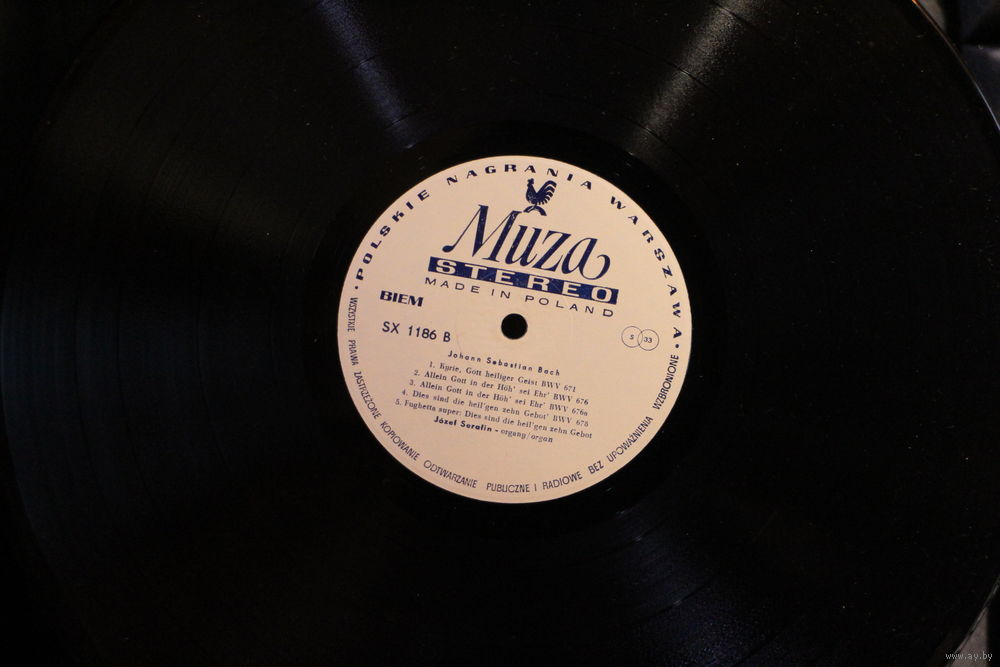 • POLSKIE NAGRANIA WARSZAWA •
Muza
STEREO
MADE IN POLAND
BIEM
SX 1186 B
S 33
Johann Sebastian Bach
1. Kyrie, Gott heiliger Geist BWV 671
2. Allein Gott in der Höh' sei Ehr' BWV 676
3. Allein Gott in der Höh' sei Ehr' BWV 676a
4. Dies sind die heil'gen zehn Gebot' BWV 678
5. Fughetta super: Dies sind die heil'gen zehn Gebot
Józef Serafin - organy/organ
WSZYSTKIE PRAWA ZASTRZEŻONE KOPIOWANIE ODTWARZANIE PUBLICZNE I RADIOWE BEZ UPOWAŻNIENIA WZBRONIONE
www.ay.by